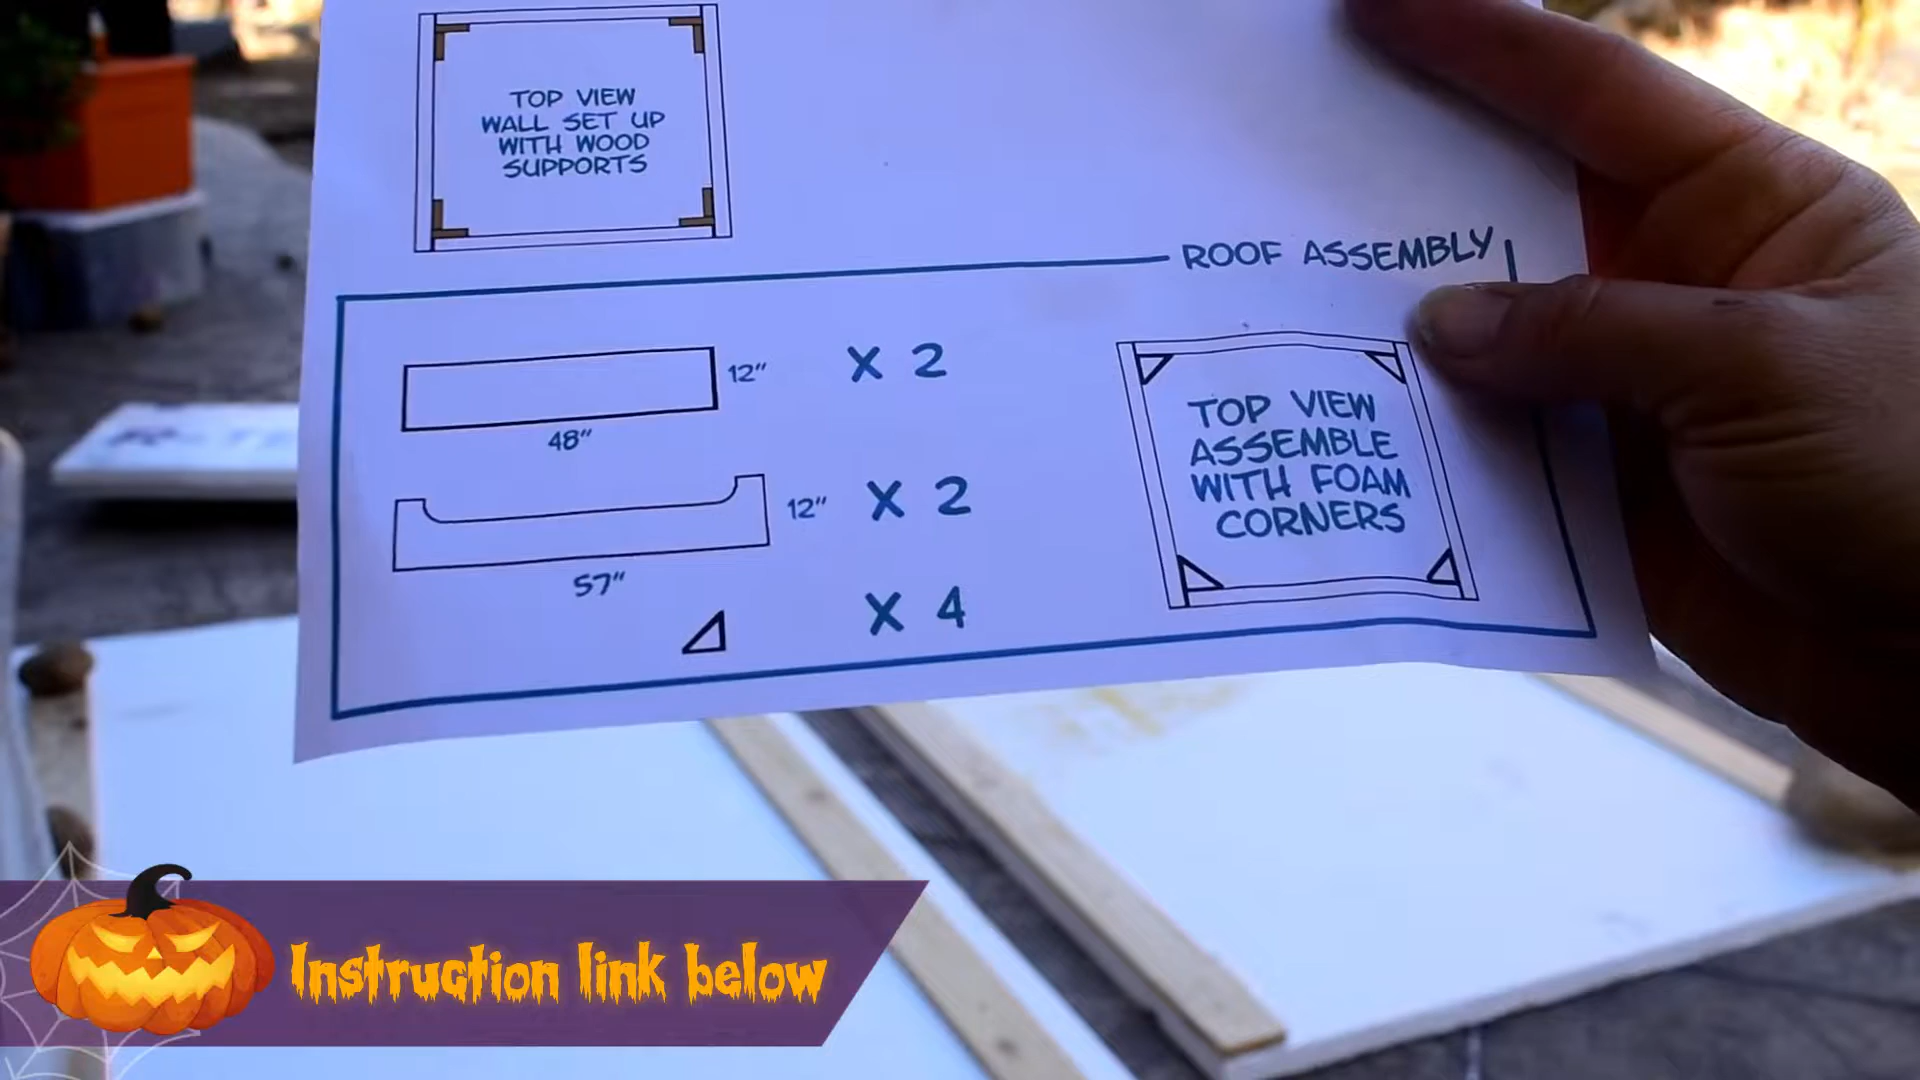 TOP VIEW
WALL SET UP
WITH WOOD
SUPPORTS
ROOF ASSEMBLY
12"
X 2
48"
12"
X 2
57"
X 4
TOP VIEW
ASSEMBLE
WITH FOAM
CORNERS
Instruction link below